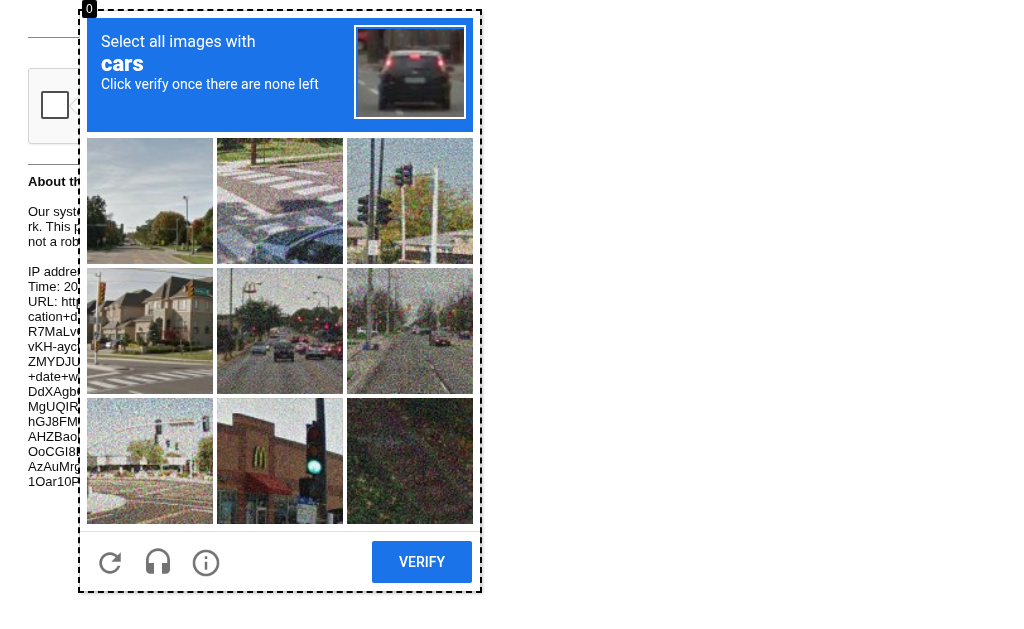 0
Select all images with
cars
Click verify once there are none left
About th
Our syst
rk. This p
not a rob
IP addre
Time: 20
URL: http
cation+d
R7MaLv
vKH-ayc
ZMYDJU
+date+w
DdXAgb
MgUQIR
hGJ8FM
AHZBao
OoCGI8
AzAuMro
1Oar10P
VERIFY